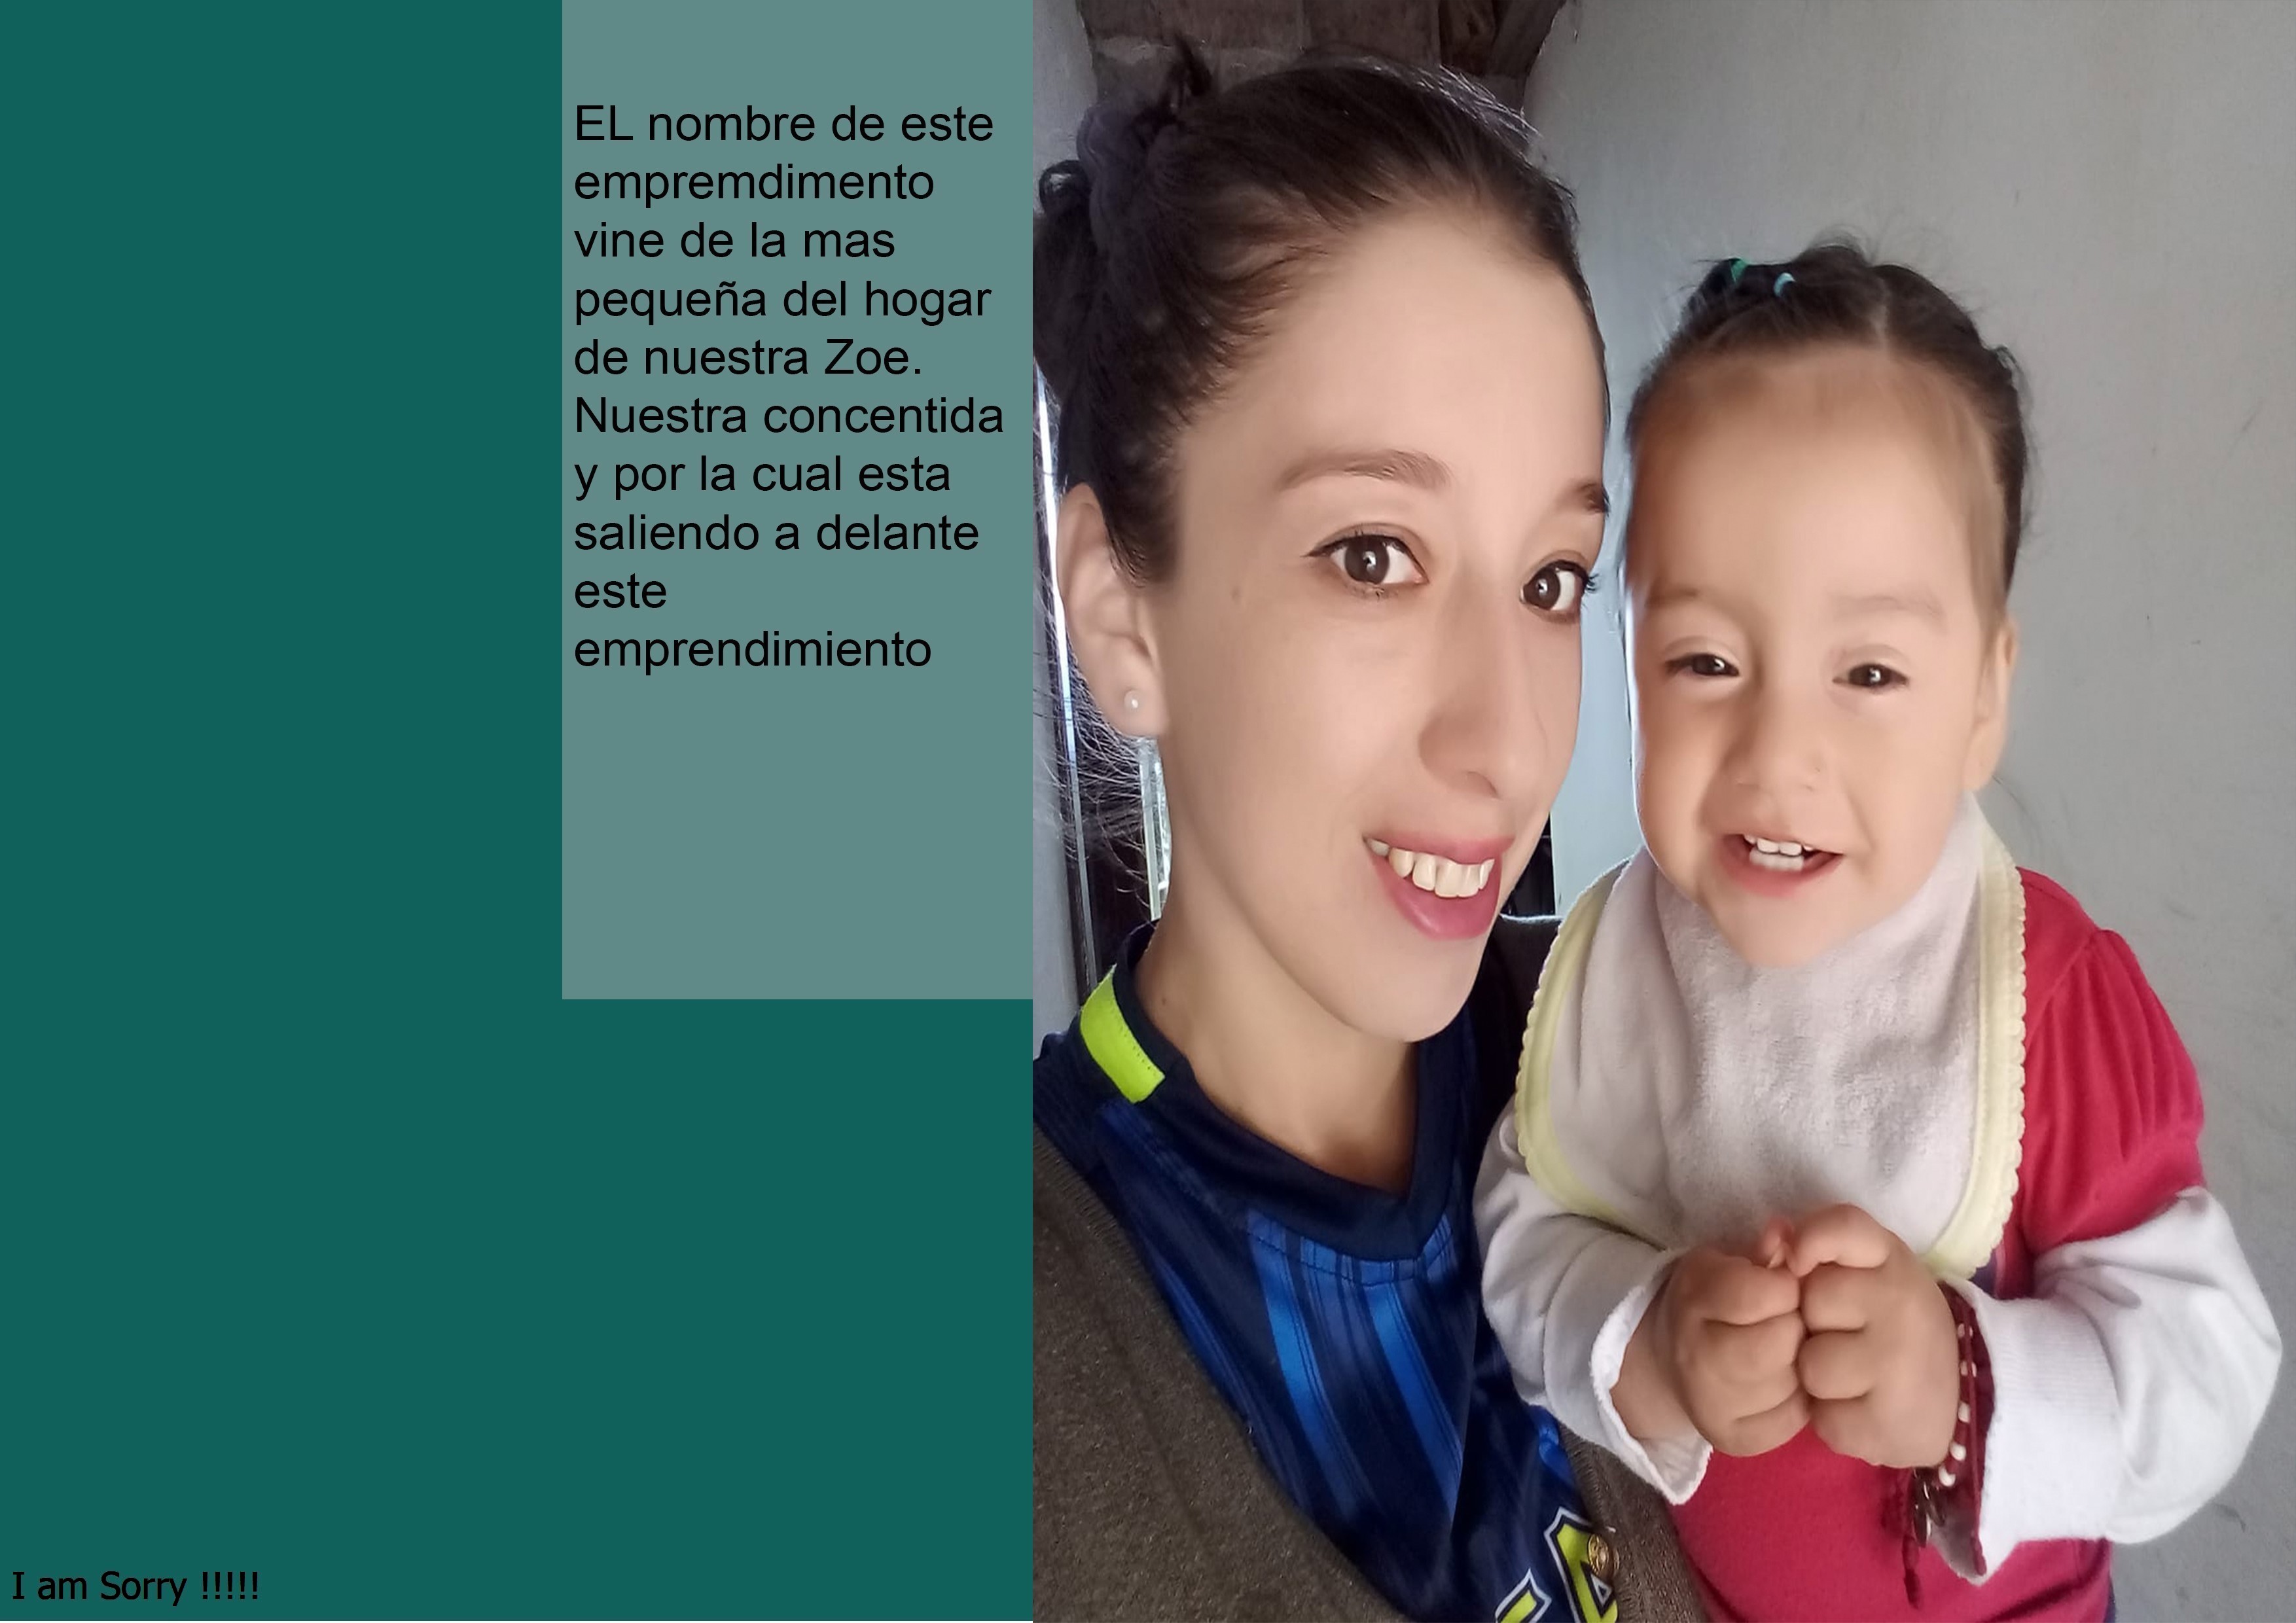 EL nombre de este
empremdimento
vine de la mas
pequeña del hogar
de nuestra Zoe.
Nuestra concentida
y por la cual esta
saliendo a delante
este
emprendimiento
I am Sorry !!!!!